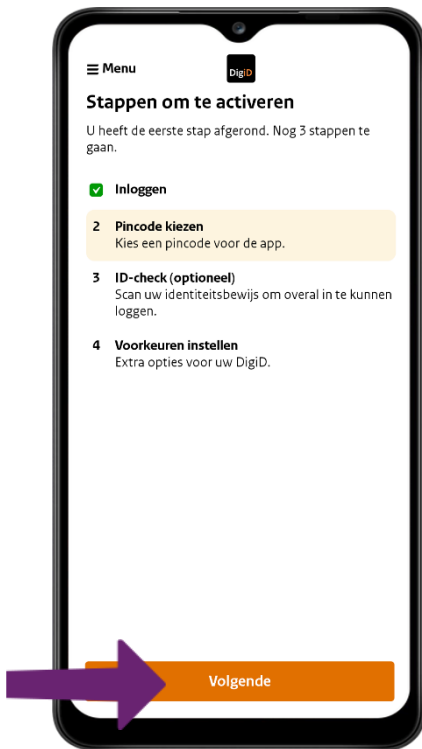 Menu
DigiD
Stappen om te activeren
U heeft de eerste stap afgerond. Nog 3 stappen te
gaan.
Inloggen
2 Pincode kiezen
Kies een pincode voor de app.
3 ID-check (optioneel)
Scan uw identiteitsbewijs om overal in te kunnen
loggen.
4 Voorkeuren instellen
Extra opties voor uw DigiD.
Volgende